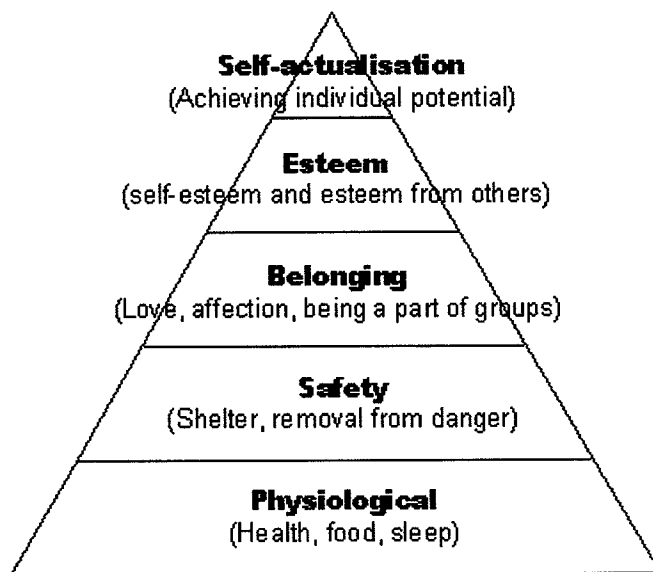 Self-actualisation
(Achieving individual potential)
Esteem
(self-esteem and esteem from others)
Belonging
(Love, affection, being a part of groups)
Safety
(Shelter, removal from danger)
Physiological
(Health, food, sleep)